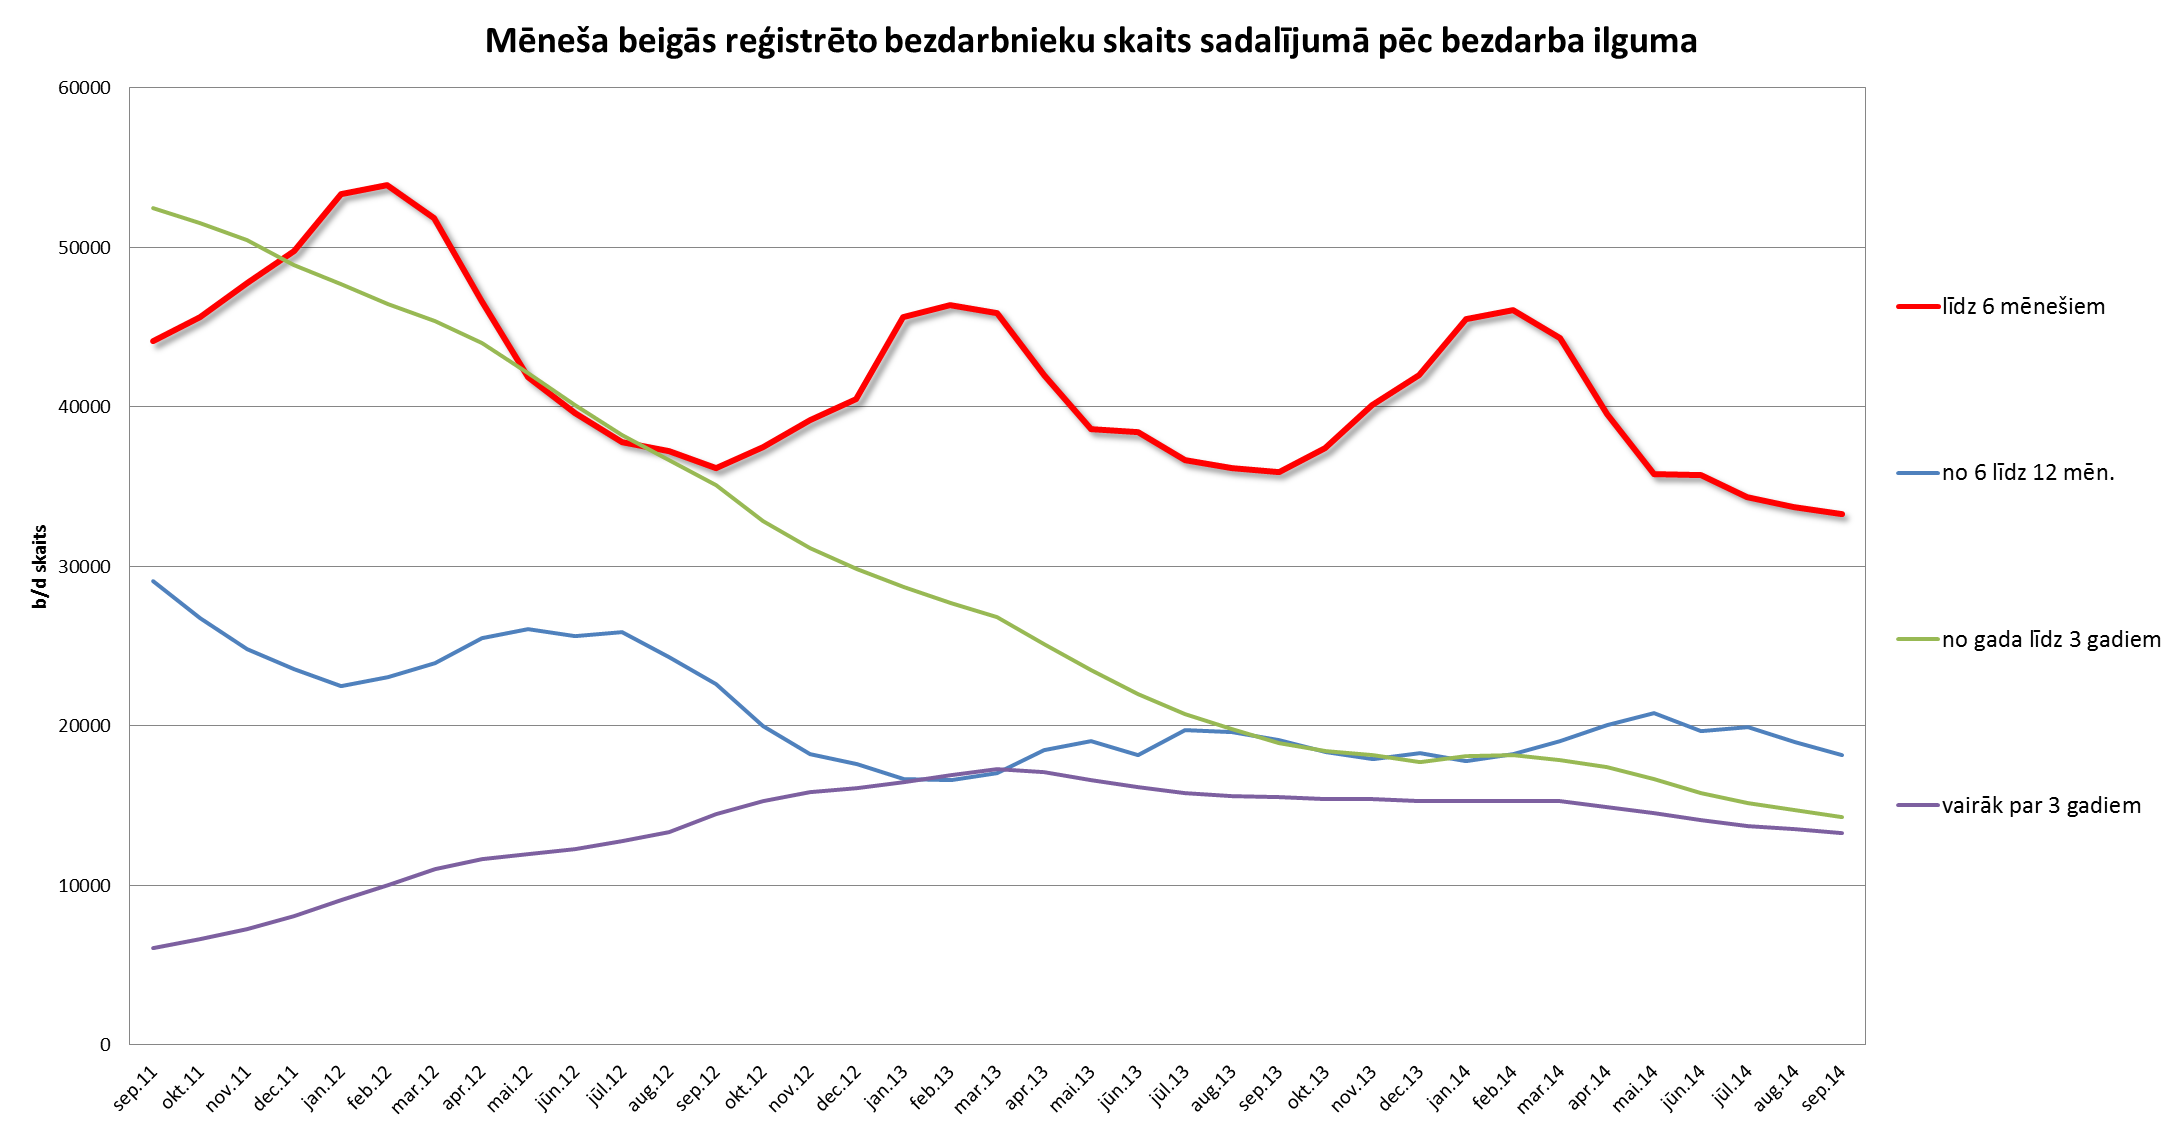 Mēneša beigās reģistrēto bezdarbnieku skaits sadalījumā pēc bezdarba ilguma
60000
50000
40000
30000
20000
10000
0
b/d skaits
sep.11
okt.11
nov.11
dec.11
jan.12
feb.12
mar.12
apr.12
mai.12
jūn.12
jūl.12
aug.12
sep.12
okt.12
nov.12
dec.12
jan.13
feb.13
mar.13
apr.13
mai.13
jūn.13
jūl.13
aug.13
sep.13
okt.13
nov.13
dec.13
jan.14
feb.14
mar.14
apr.14
mai.14
jūn.14
jūl.14
aug.14
sep.14
līdz 6 mēnešiem
no 6 līdz 12 mēn.
no gada līdz 3 gadiem
vairāk par 3 gadiem